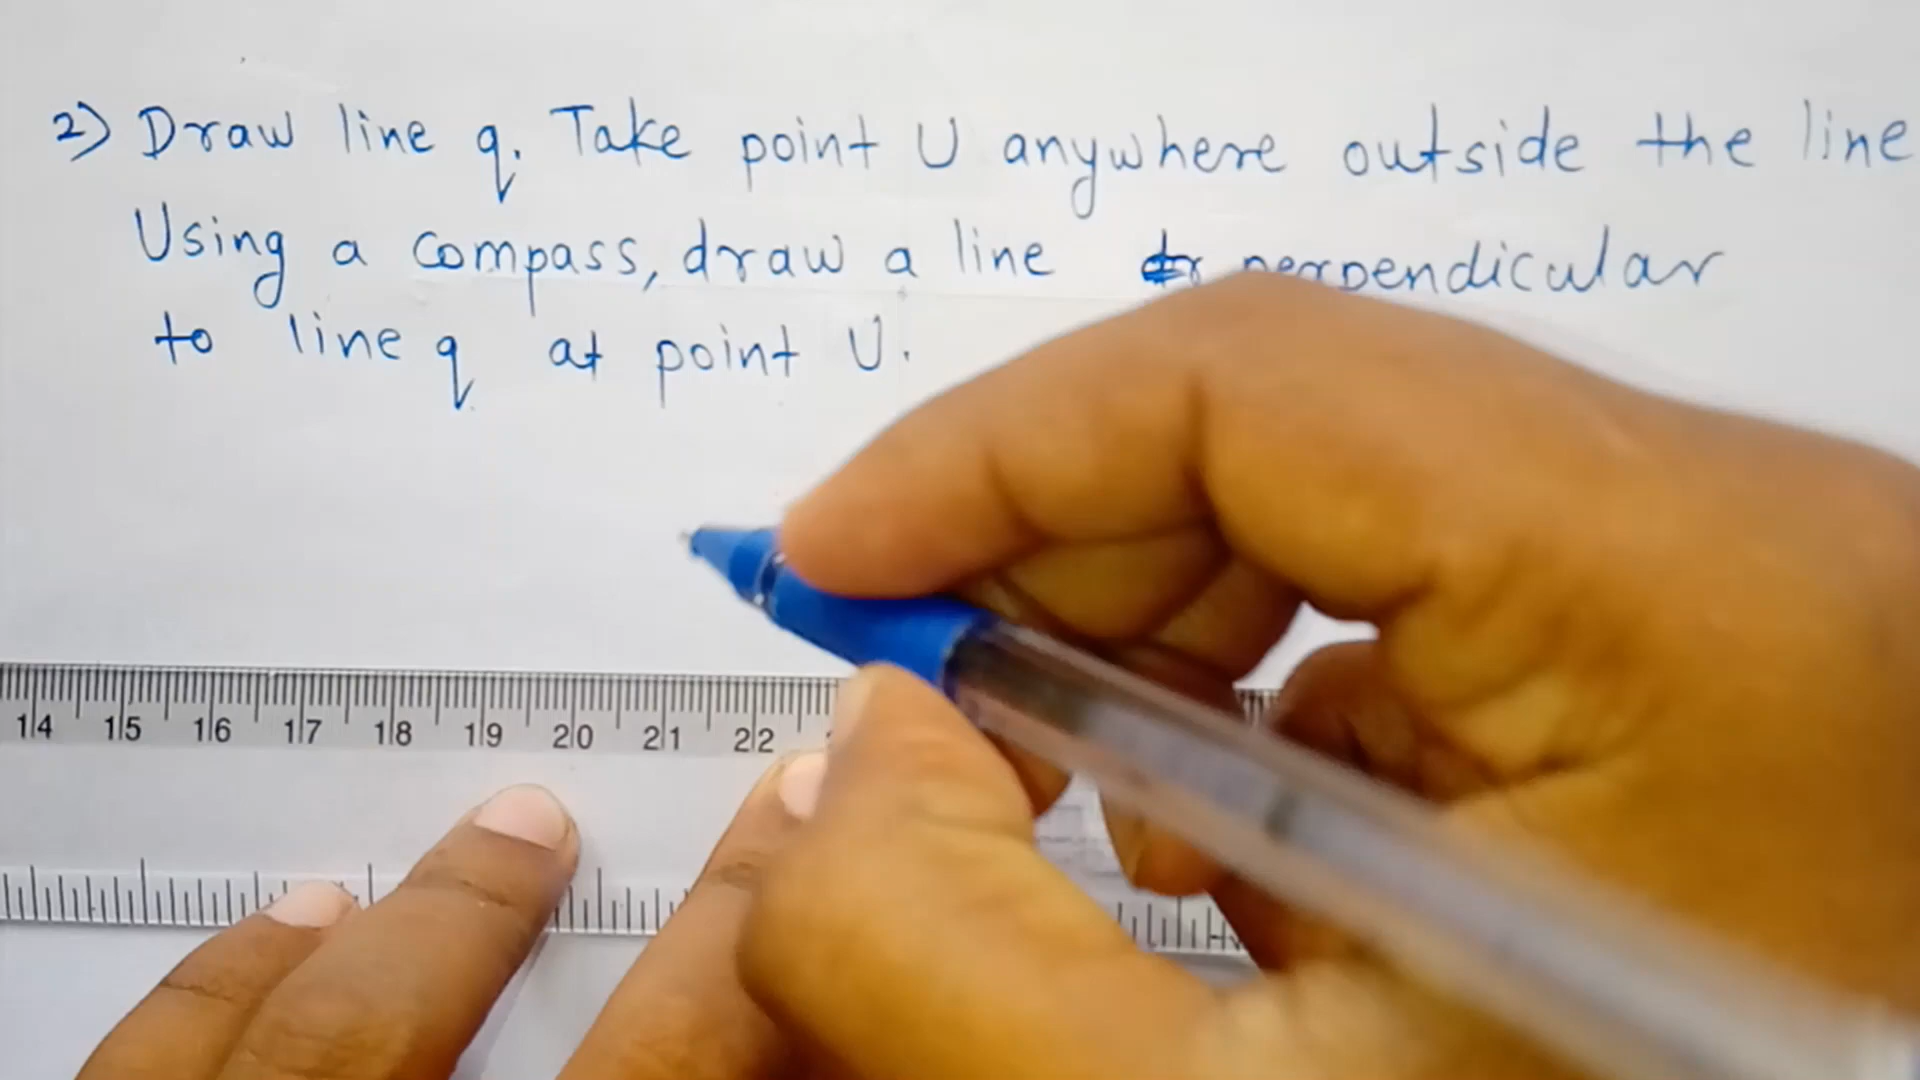 2) Draw line q. Take point U anywhere outside the line
Using a compass, draw a line perpendicular
to line q at point U.
14 15 16 17 18 19 20 21 22